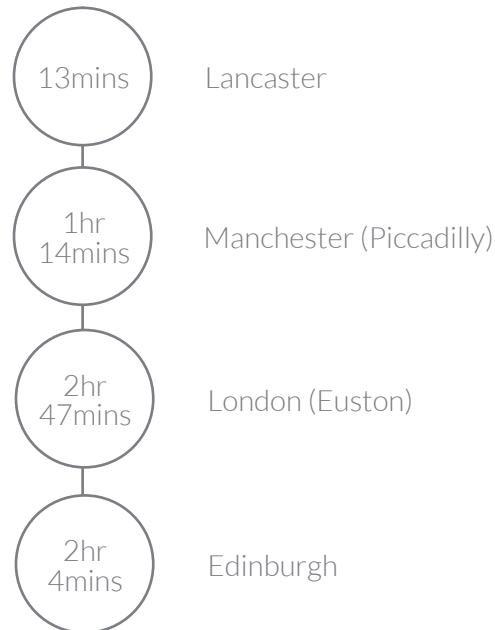 13mins
Lancaster
1hr
14mins
Manchester (Piccadilly)
2hr
47mins
London (Euston)
2hr
4mins
Edinburgh